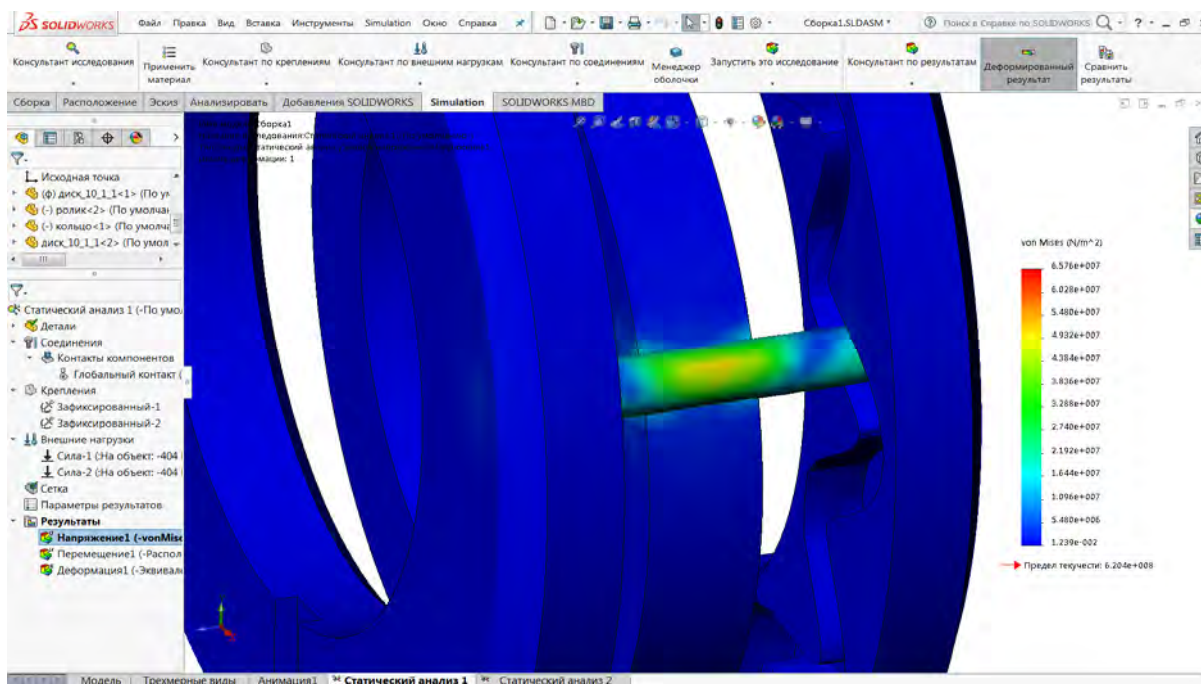 SOLIDWORKS Файл Правка Вид Вставка Инструменты Simulation Окно Справка Сборка1.SLDASM * Поиск в Справке по SOLIDWORKS
Консультант исследования
Применить материал
Консультант по креплениям
Консультант по внешним нагрузкам
Консультант по соединениям
Менеджер оболочки
Запустить это исследование
Консультант по результатам
Деформированный результат
Сравнить результаты
Сборка Расположение Эскиз Анализировать Добавления SOLIDWORKS Simulation SOLIDWORKS MBD
Исходная точка
(ф) диск_10_1_1<1> (По ум
(-) ролик<2> (По умолча
(-) кольцо<1> (По умолч
диск_10_1_1<2> (По умол
Статический анализ 1 (-По умо
Детали
Соединения
Контакты компонентов
Глобальный контакт (
Крепления
Зафиксированный-1
Зафиксированный-2
Внешние нагрузки
Сила-1 (:На объект: -404
Сила-2 (:На объект: -404
Сетка
Параметры результатов
Результаты
Напряжение1 (-vonMise
Перемещение1 (-Распол
Деформация1 (-Эквивал
von Mises (N/m^2)
6.576e+007
6.028e+007
5.480e+007
4.932e+007
4.384e+007
3.836e+007
3.288e+007
2.740e+007
2.192e+007
1.644e+007
1.096e+007
5.480e+006
1.239e-002
Предел текучести: 6.204e+008
Модель Трехмерные виды Анимация1 Статический анализ 1 Статический анализ 2